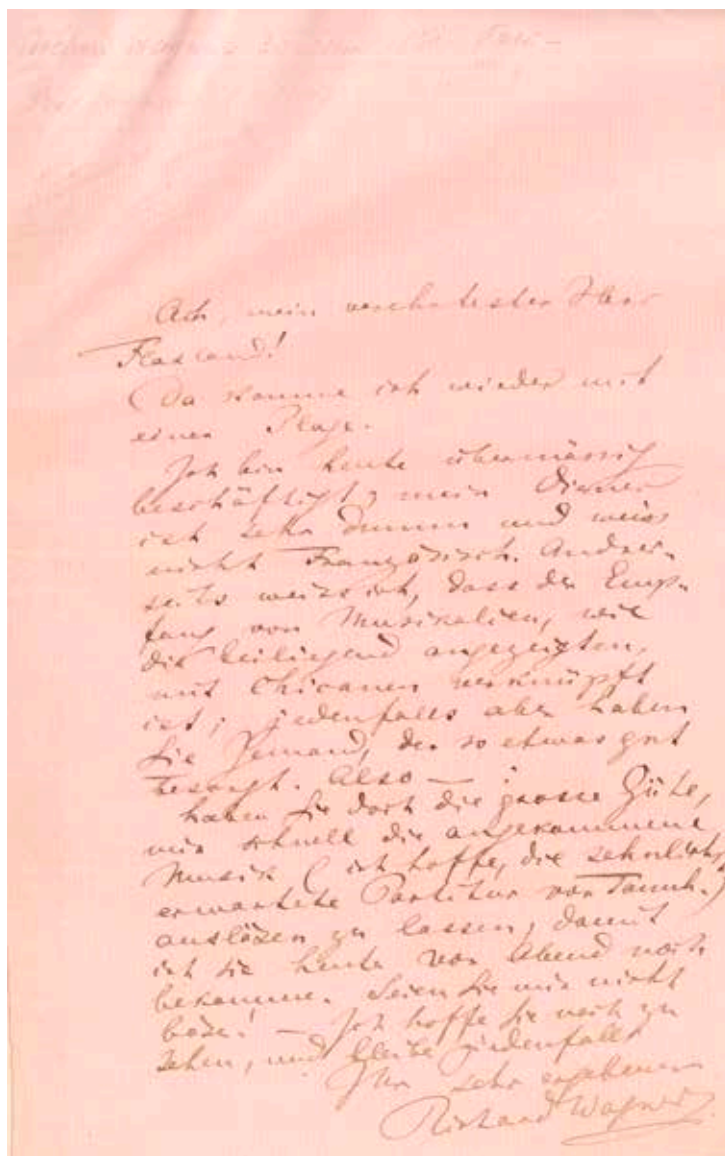 Ach, mein verehrtester Herr
Flaxland!
Da komme ich wieder mit
einer Plage.
Ich bin heute übermässig
beschäftigt; mein Diener
ist sehr dumm und weiss
nicht Französisch. Andrer-
seits weiss ich, dass der Emp-
fang von Musikalien, wie
die beiliegend angezeigten,
mit Chicanen verknüpft
ist; jedenfalls aber haben
Sie Jemand, der so etwas gut
besorgt. Also — :
haben Sie doch die grosse Güte,
mir schnell die angekommene
Musik (ich hoffe, die sehnlichst
erwartete Partitur von Tannh.)
auslösen zu lassen, damit
ich sie heute vor Abend noch
bekomme. Seien Sie mir nicht
böse! — Ich hoffe Sie noch zu
sehen, und bleibe jedenfalls
Ihr sehr ergebener
Richard Wagner